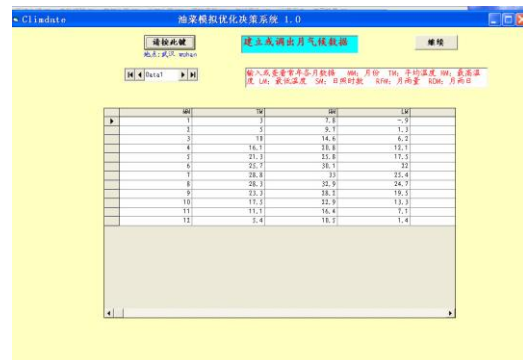 Climdate 油菜模拟优化决策系统 1.0
请按此键 建立或调出月气候数据 继续
地点:武汉 wuhan
Data1 输入或查看常年各月数据 MM:月份 TM:平均温度 HM:最高温
度 LM:最低温度 SM:日照时数 RFM:月雨量 RDM:月雨日
MM TM HM LM
1 3 7.8 -.9
2 5 9.7 1.3
3 10 14.6 6.2
4 16.1 20.8 12.1
5 21.3 25.8 17.5
6 25.7 30.1 22
7 28.8 33 25.4
8 28.3 32.9 24.7
9 23.3 28.2 19.5
10 17.5 22.9 13.3
11 11.1 16.4 7.1
12 5.4 10.5 1.4